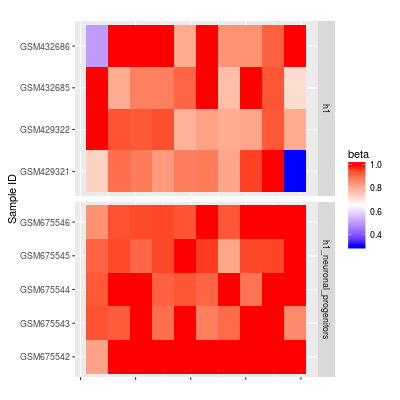 GSM432686
GSM432685
GSM429322
GSM429321
h1
GSM675546
GSM675545
GSM675544
GSM675543
GSM675542
h1_neuronal_progenitors
Sample ID
beta
1.0
0.8
0.6
0.4